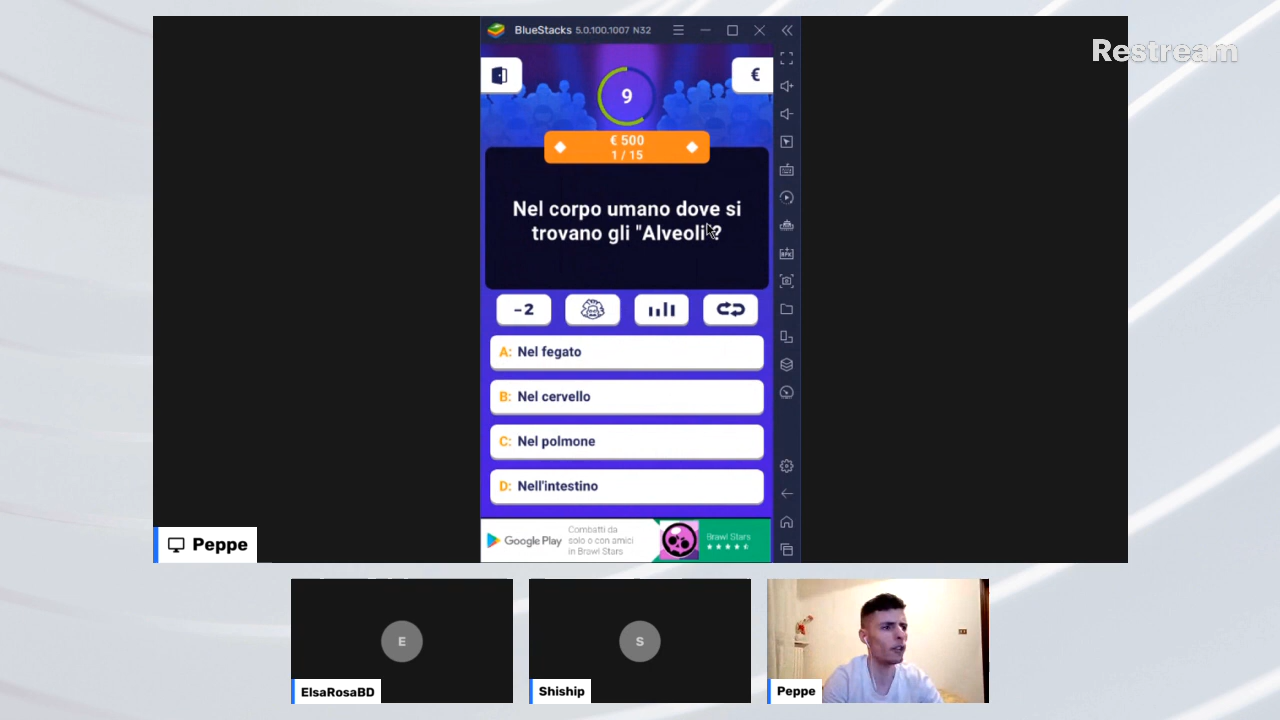 BlueStacks 5.0.100.1007 N32
Restream
9
€
€ 500
1 / 15
Nel corpo umano dove si
trovano gli "Alveoli"?
-2
A: Nel fegato
B: Nel cervello
C: Nel polmone
D: Nell'intestino
Google Play
Combatti da
solo o con amici
in Brawl Stars
Brawl Stars
Peppe
E
S
ElsaRosaBD
Shiship
Peppe